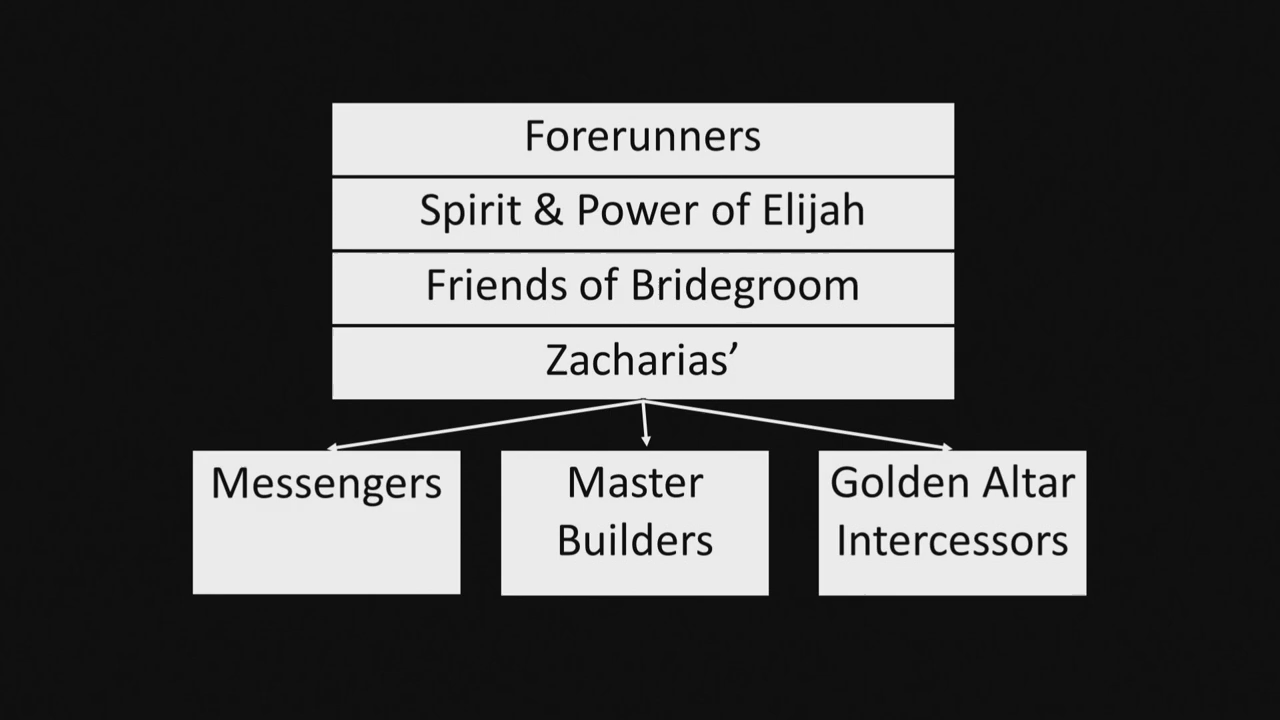 Forerunners
Spirit & Power of Elijah
Friends of Bridegroom
Zacharias’
Messengers
Master
Builders
Golden Altar
Intercessors